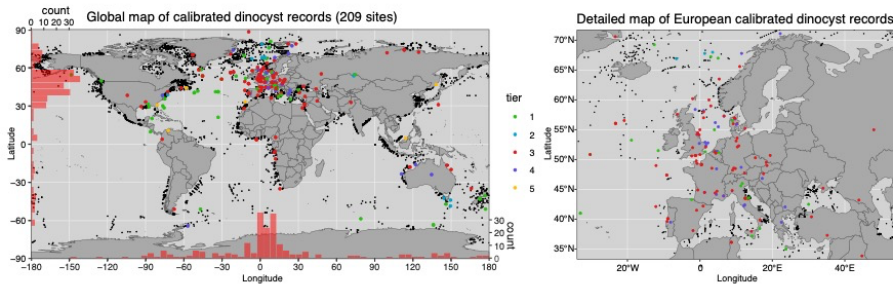 count
0 10 20 30
Global map of calibrated dinocyst records (209 sites)
90
60
30
0
−30
−60
−90
Latitude
−180 −150 −120 −90 −60 −30 0 30 60 90 120 150 180
Longitude
30
20
10
0
count
tier
1
2
3
4
5
Detailed map of European calibrated dinocyst records
70°N
65°N
60°N
55°N
50°N
45°N
40°N
35°N
Latitude
20°W 0 20°E 40°E
Longitude